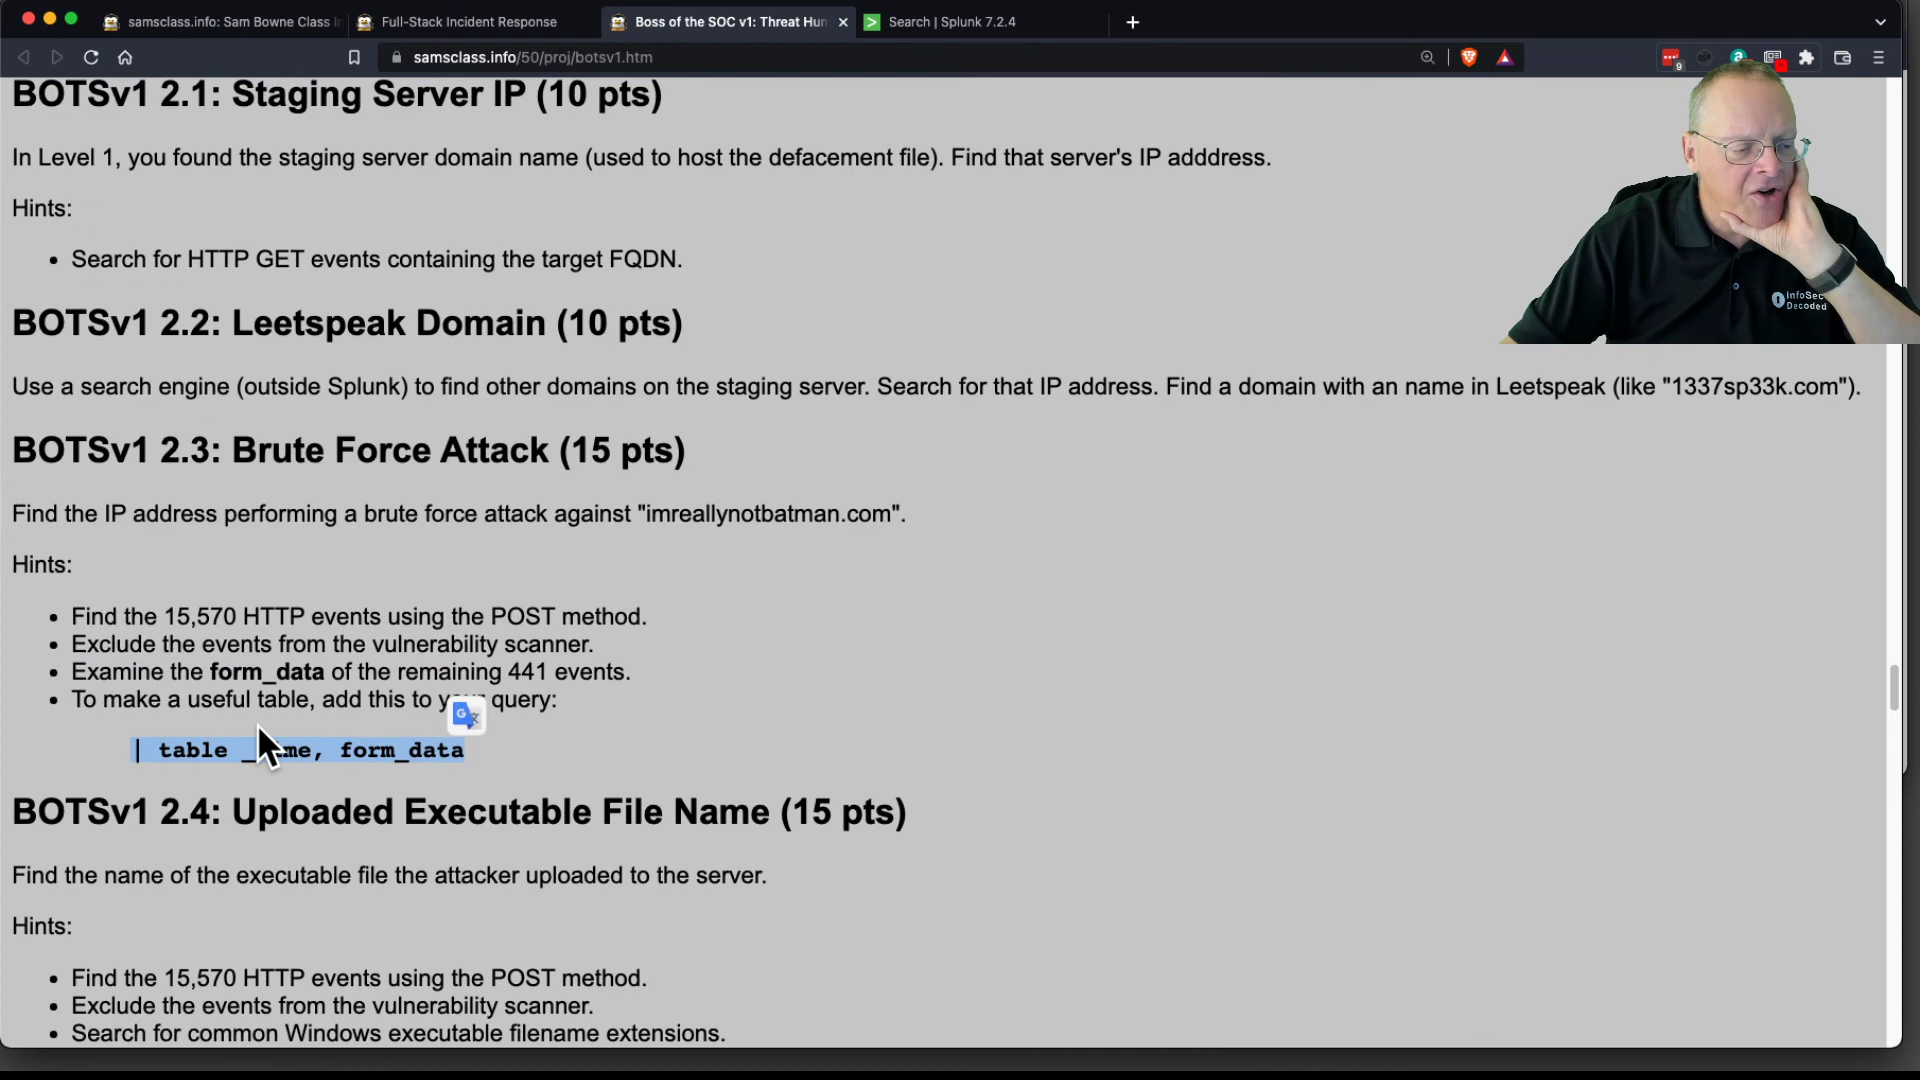 samsclass.info: Sam Bowne Class
Full-Stack Incident Response
Boss of the SOC v1: Threat Hun
Search | Splunk 7.2.4
samsclass.info/50/proj/botsv1.htm
9
BOTSv1 2.1: Staging Server IP (10 pts)
In Level 1, you found the staging server domain name (used to host the defacement file). Find that server's IP adddress.
Hints:
• Search for HTTP GET events containing the target FQDN.
InfoSec
Decoded
BOTSv1 2.2: Leetspeak Domain (10 pts)
Use a search engine (outside Splunk) to find other domains on the staging server. Search for that IP address. Find a domain with an name in Leetspeak (like "1337sp33k.com").
BOTSv1 2.3: Brute Force Attack (15 pts)
Find the IP address performing a brute force attack against "imreallynotbatman.com".
Hints:
• Find the 15,570 HTTP events using the POST method.
• Exclude the events from the vulnerability scanner.
• Examine the form_data of the remaining 441 events.
• To make a useful table, add this to your query:
| table _time, form_data
BOTSv1 2.4: Uploaded Executable File Name (15 pts)
Find the name of the executable file the attacker uploaded to the server.
Hints:
• Find the 15,570 HTTP events using the POST method.
• Exclude the events from the vulnerability scanner.
• Search for common Windows executable filename extensions.